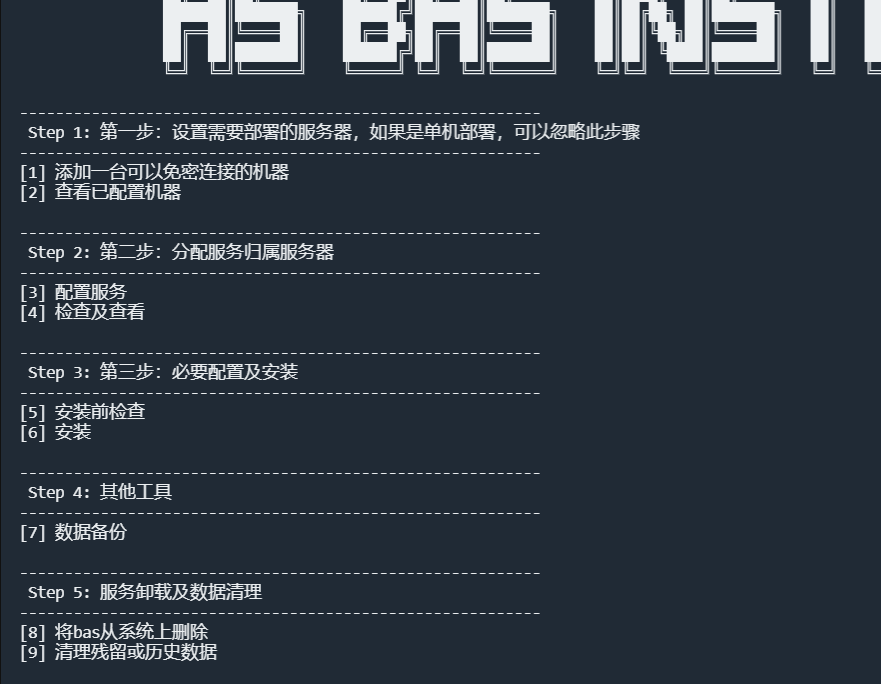 AS BAS INST
----------------------------------------------------------
Step 1: 第一步: 设置需要部署的服务器, 如果是单机部署, 可以忽略此步骤
----------------------------------------------------------
[1] 添加一台可以免密连接的机器
[2] 查看已配置机器
----------------------------------------------------------
Step 2: 第二步: 分配服务归属服务器
----------------------------------------------------------
[3] 配置服务
[4] 检查及查看
----------------------------------------------------------
Step 3: 第三步: 必要配置及安装
----------------------------------------------------------
[5] 安装前检查
[6] 安装
----------------------------------------------------------
Step 4: 其他工具
----------------------------------------------------------
[7] 数据备份
----------------------------------------------------------
Step 5: 服务卸载及数据清理
----------------------------------------------------------
[8] 将bas从系统上删除
[9] 清理残留或历史数据